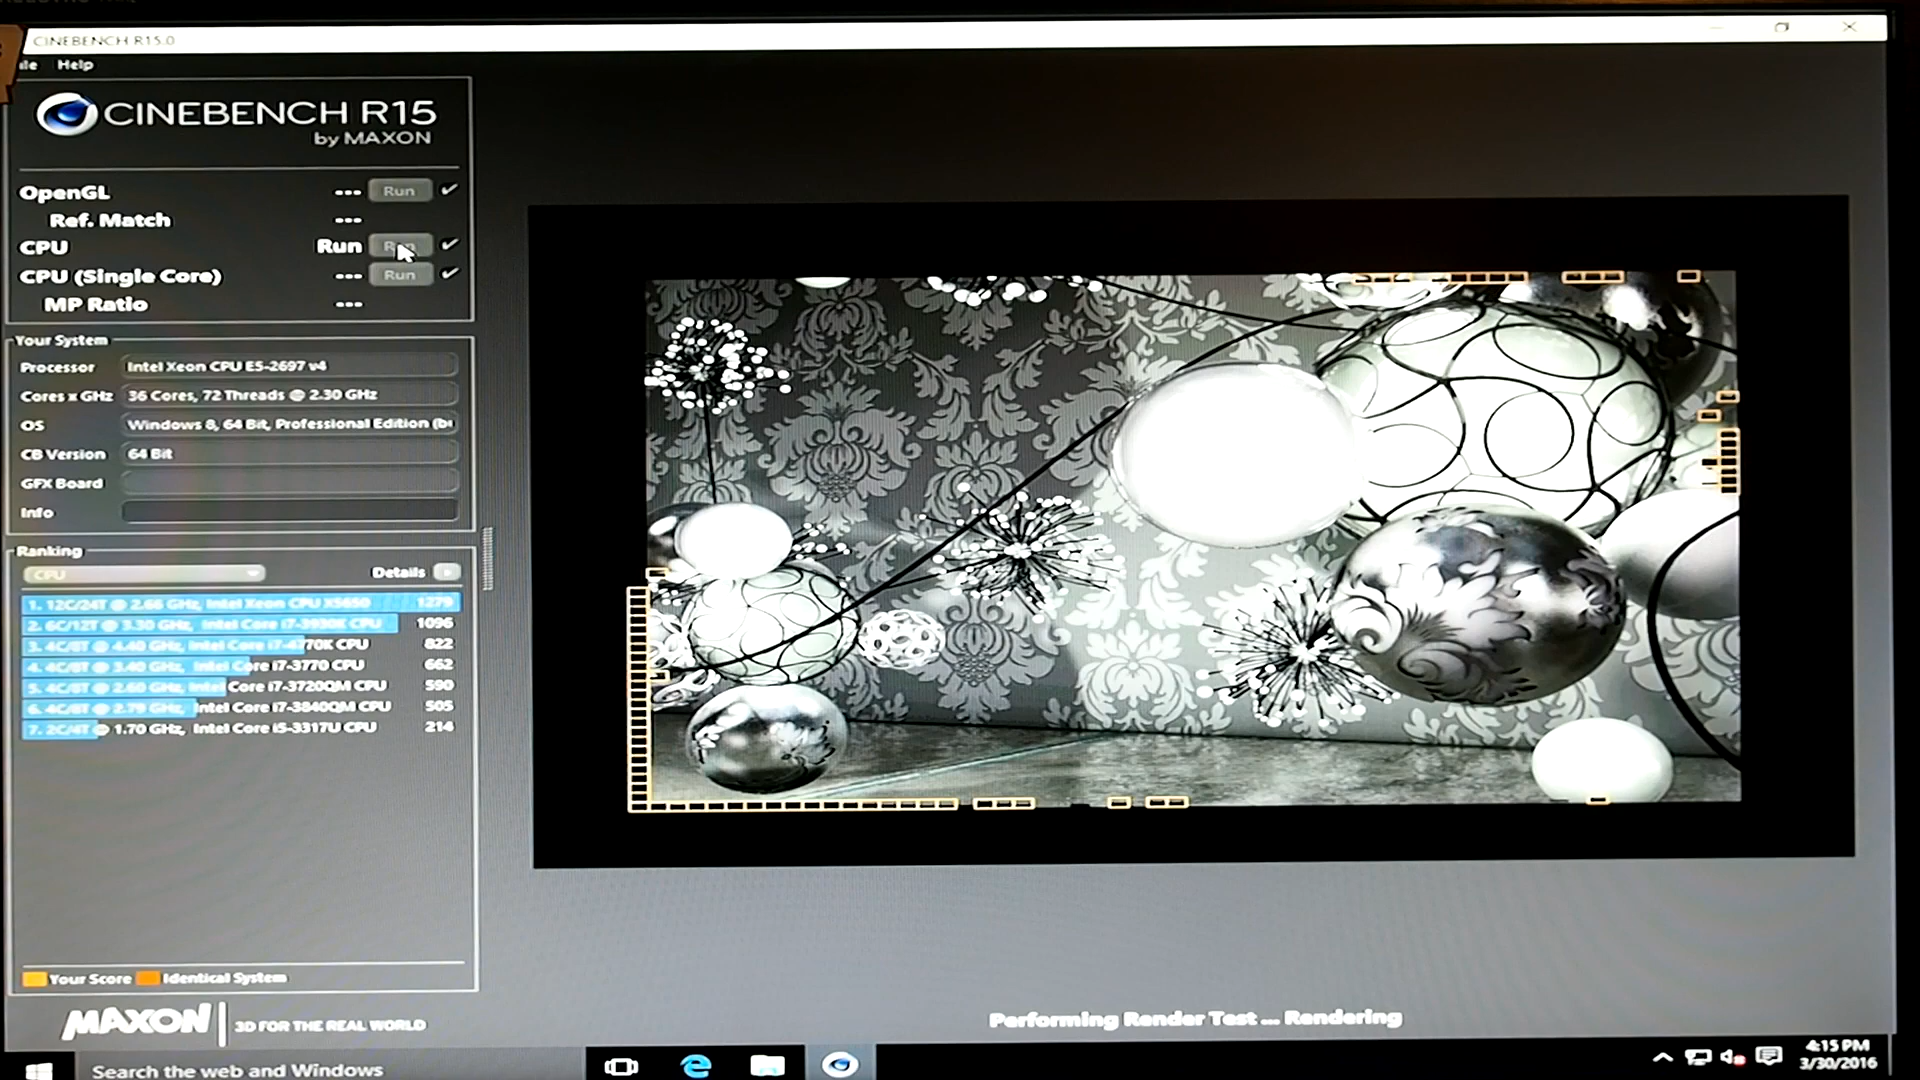 CINEBENCH R15.0
Help
CINEBENCH R15
by MAXON
OpenGL --- Run
Ref. Match ---
CPU Run
CPU (Single Core) --- Run
MP Ratio ---
Your System
Processor Intel Xeon CPU E5-2697 v4
Cores x GHz 36 Cores, 72 Threads @ 2.30 GHz
OS Windows 8, 64 Bit, Professional Edition
CB Version 64 Bit
GFX Board
Info
Ranking
CPU Details
1. 12C/24T @ 2.66 GHz, Intel Xeon CPU X5650 1279
2. 6C/12T @ 3.30 GHz, Intel Core i7-3930K CPU 1096
3. 4C/8T @ 4.40 GHz, Intel Core i7-4770K CPU 822
4. 4C/8T @ 3.40 GHz, Intel Core i7-3770 CPU 662
5. 4C/8T @ 2.60 GHz, Intel Core i7-3720QM CPU 590
6. 4C/8T @ 2.79 GHz, Intel Core i7-3840QM CPU 505
7. 2C/4T @ 1.70 GHz, Intel Core i5-3317U CPU 214
Your Score Identical System
MAXON 3D FOR THE REAL WORLD
Performing Render Test ... Rendering
Search the web and Windows
4:15 PM
3/30/2016